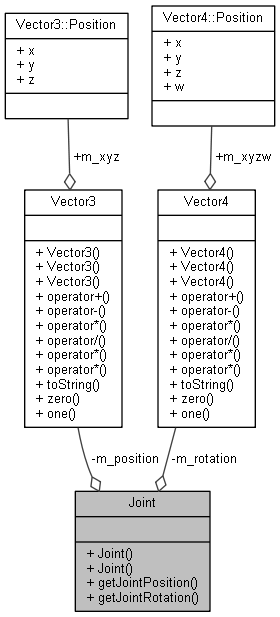 Vector3::Position
+ x
+ y
+ z
Vector4::Position
+ x
+ y
+ z
+ w
+m_xyz
+m_xyzw
Vector3
+ Vector3()
+ Vector3()
+ Vector3()
+ operator+()
+ operator-()
+ operator*()
+ operator/()
+ operator*()
+ operator*()
+ toString()
+ zero()
+ one()
Vector4
+ Vector4()
+ Vector4()
+ Vector4()
+ operator+()
+ operator-()
+ operator*()
+ operator/()
+ operator*()
+ operator*()
+ toString()
+ zero()
+ one()
-m_position
-m_rotation
Joint
+ Joint()
+ Joint()
+ getJointPosition()
+ getJointRotation()